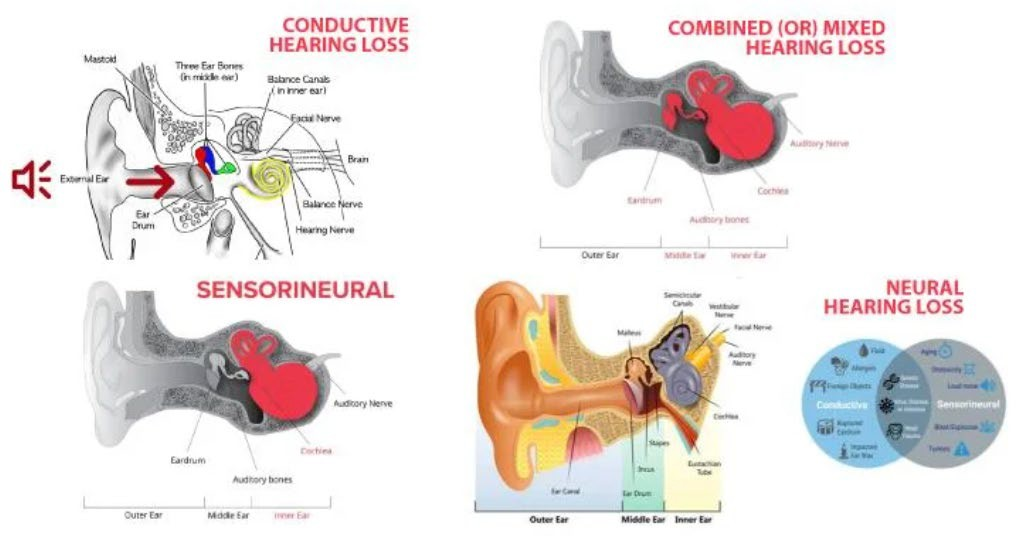 CONDUCTIVE
HEARING LOSS
Mastoid
Three Ear Bones
(in middle ear)
Balance Canals
(in inner ear)
Facial Nerve
Brain
External Ear
Ear
Drum
Balance Nerve
Hearing Nerve
COMBINED (OR) MIXED
HEARING LOSS
Auditory Nerve
Cochlea
Eardrum
Auditory bones
Outer Ear
Middle Ear
Inner Ear
SENSORINEURAL
Auditory Nerve
Cochlea
Eardrum
Auditory bones
Outer Ear
Middle Ear
Inner Ear
Semicircular
Canals
Vestibular
Nerve
Facial Nerve
Malleus
Auditory
Nerve
Cochlea
Stapes
Incus
Eustachian
Tube
Ear Canal
Ear Drum
Outer Ear
Middle Ear
Inner Ear
NEURAL
HEARING LOSS
Fluid
Allergies
Foreign Objects
Conductive
Ruptured
Eardrum
Impacted
Ear Wax
Genetic
Disease
Head
Trauma
Aging
Ototoxicity
Loud noise
Sensorineural
Blast/Explosion
Tumors